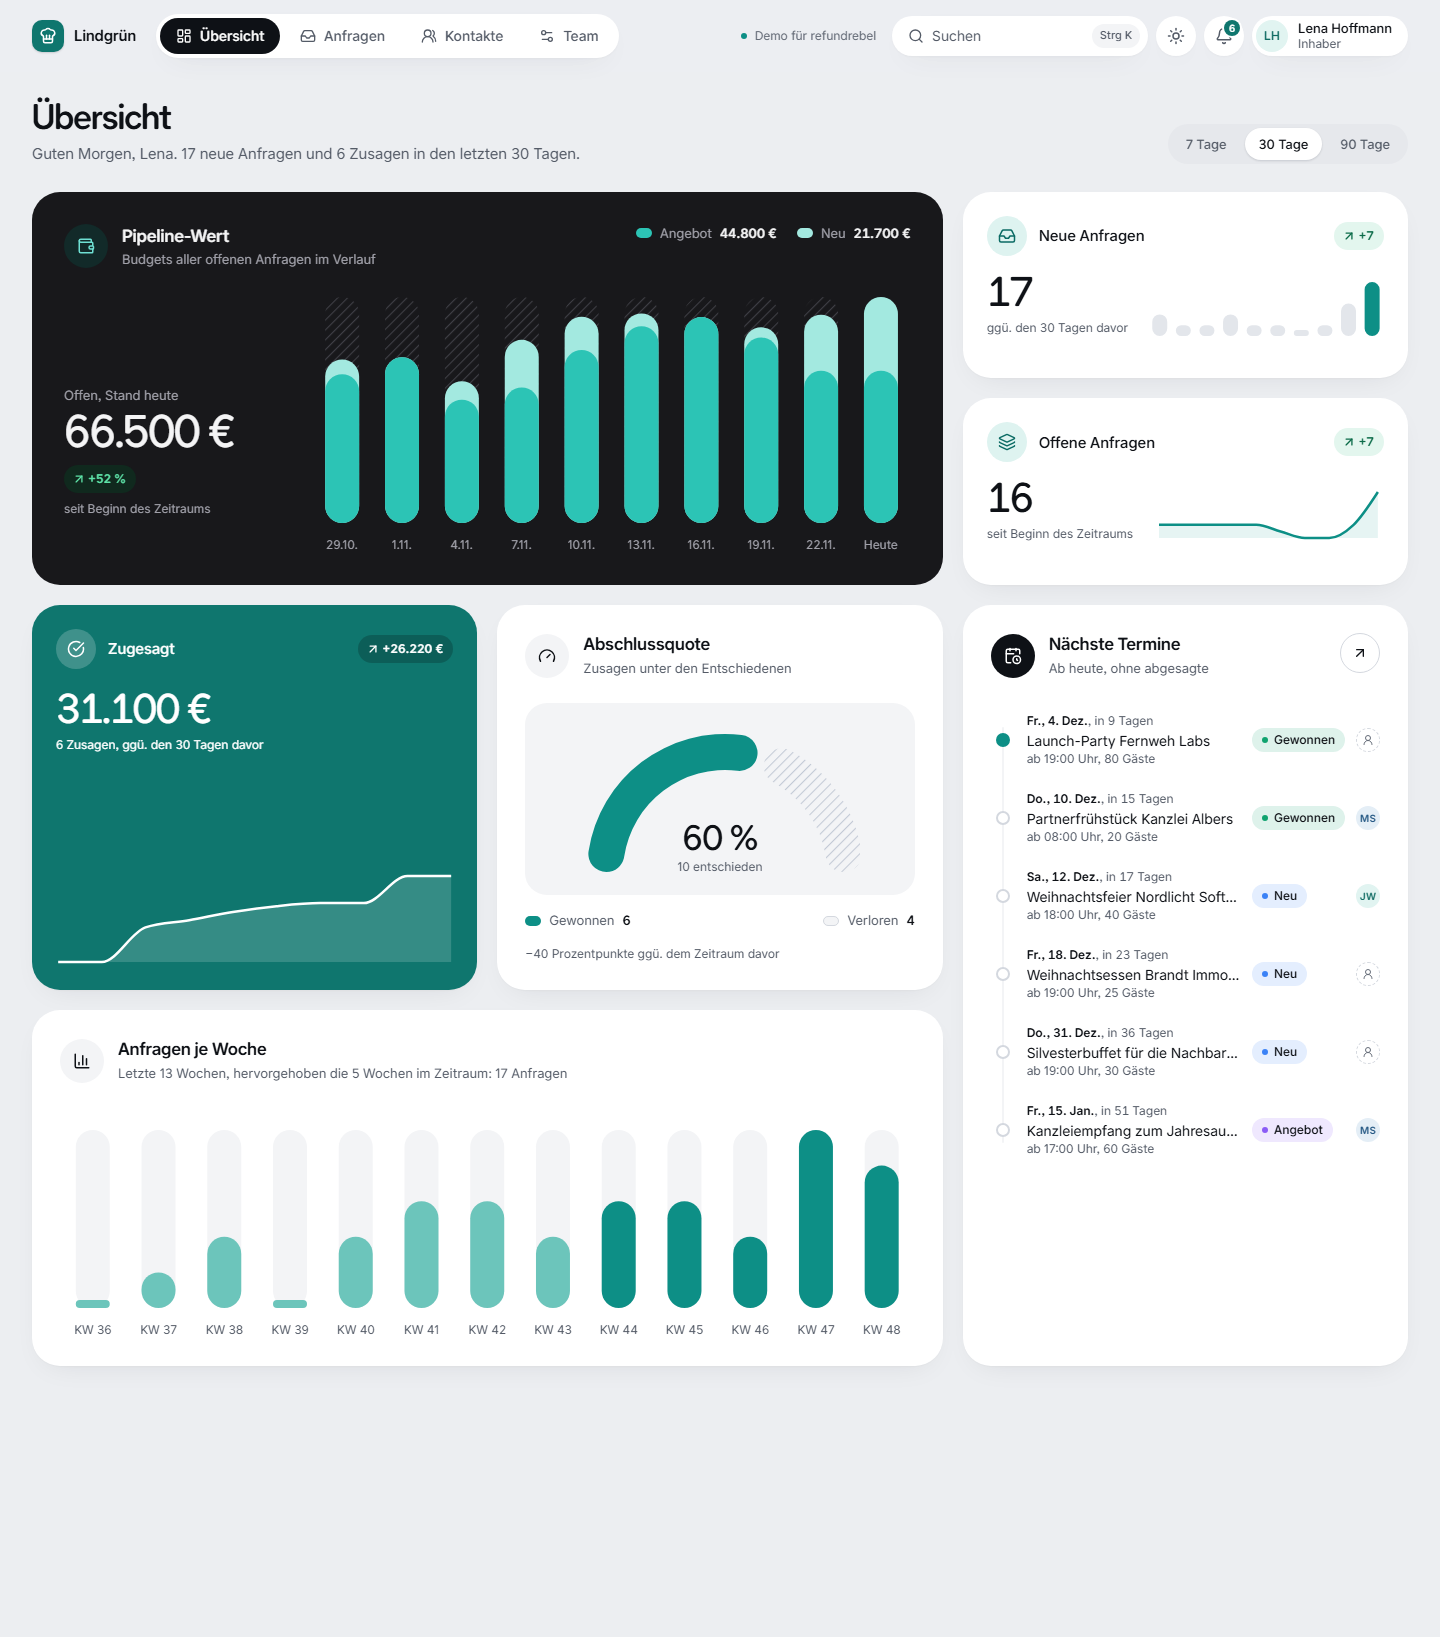 Lindgrün
Übersicht
Anfragen
Kontakte
Team
Demo für refundrebel
Suchen
Strg K
6
LH
Lena Hoffmann
Inhaber
Übersicht
Guten Morgen, Lena. 17 neue Anfragen und 6 Zusagen in den letzten 30 Tagen.
7 Tage
30 Tage
90 Tage
Pipeline-Wert
Budgets aller offenen Anfragen im Verlauf
Angebot 44.800 €
Neu 21.700 €
Offen, Stand heute
66.500 €
+52 %
seit Beginn des Zeitraums
29.10.
1.11.
4.11.
7.11.
10.11.
13.11.
16.11.
19.11.
22.11.
Heute
Neue Anfragen
+7
17
ggü. den 30 Tagen davor
Offene Anfragen
+7
16
seit Beginn des Zeitraums
Zugesagt
+26.220 €
31.100 €
6 Zusagen, ggü. den 30 Tagen davor
Abschlussquote
Zusagen unter den Entschiedenen
60 %
10 entschieden
Gewonnen 6
Verloren 4
−40 Prozentpunkte ggü. dem Zeitraum davor
Nächste Termine
Ab heute, ohne abgesagte
Fr., 4. Dez., in 9 Tagen
Launch-Party Fernweh Labs
ab 19:00 Uhr, 80 Gäste
Gewonnen
Do., 10. Dez., in 15 Tagen
Partnerfrühstück Kanzlei Albers
ab 08:00 Uhr, 20 Gäste
Gewonnen
MS
Sa., 12. Dez., in 17 Tagen
Weihnachtsfeier Nordlicht Soft...
ab 18:00 Uhr, 40 Gäste
Neu
JW
Fr., 18. Dez., in 23 Tagen
Weihnachtsessen Brandt Immo...
ab 19:00 Uhr, 25 Gäste
Neu
Do., 31. Dez., in 36 Tagen
Silvesterbuffet für die Nachbar...
ab 19:00 Uhr, 30 Gäste
Neu
Fr., 15. Jan., in 51 Tagen
Kanzleiempfang zum Jahresau...
ab 17:00 Uhr, 60 Gäste
Angebot
MS
Anfragen je Woche
Letzte 13 Wochen, hervorgehoben die 5 Wochen im Zeitraum: 17 Anfragen
KW 36
KW 37
KW 38
KW 39
KW 40
KW 41
KW 42
KW 43
KW 44
KW 45
KW 46
KW 47
KW 48